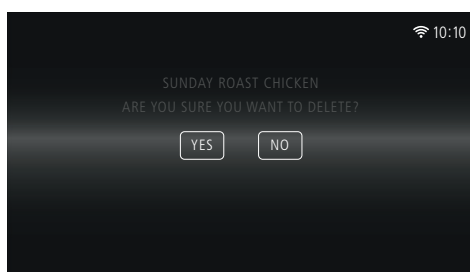 10:10
SUNDAY ROAST CHICKEN
ARE YOU SURE YOU WANT TO DELETE?
YES NO